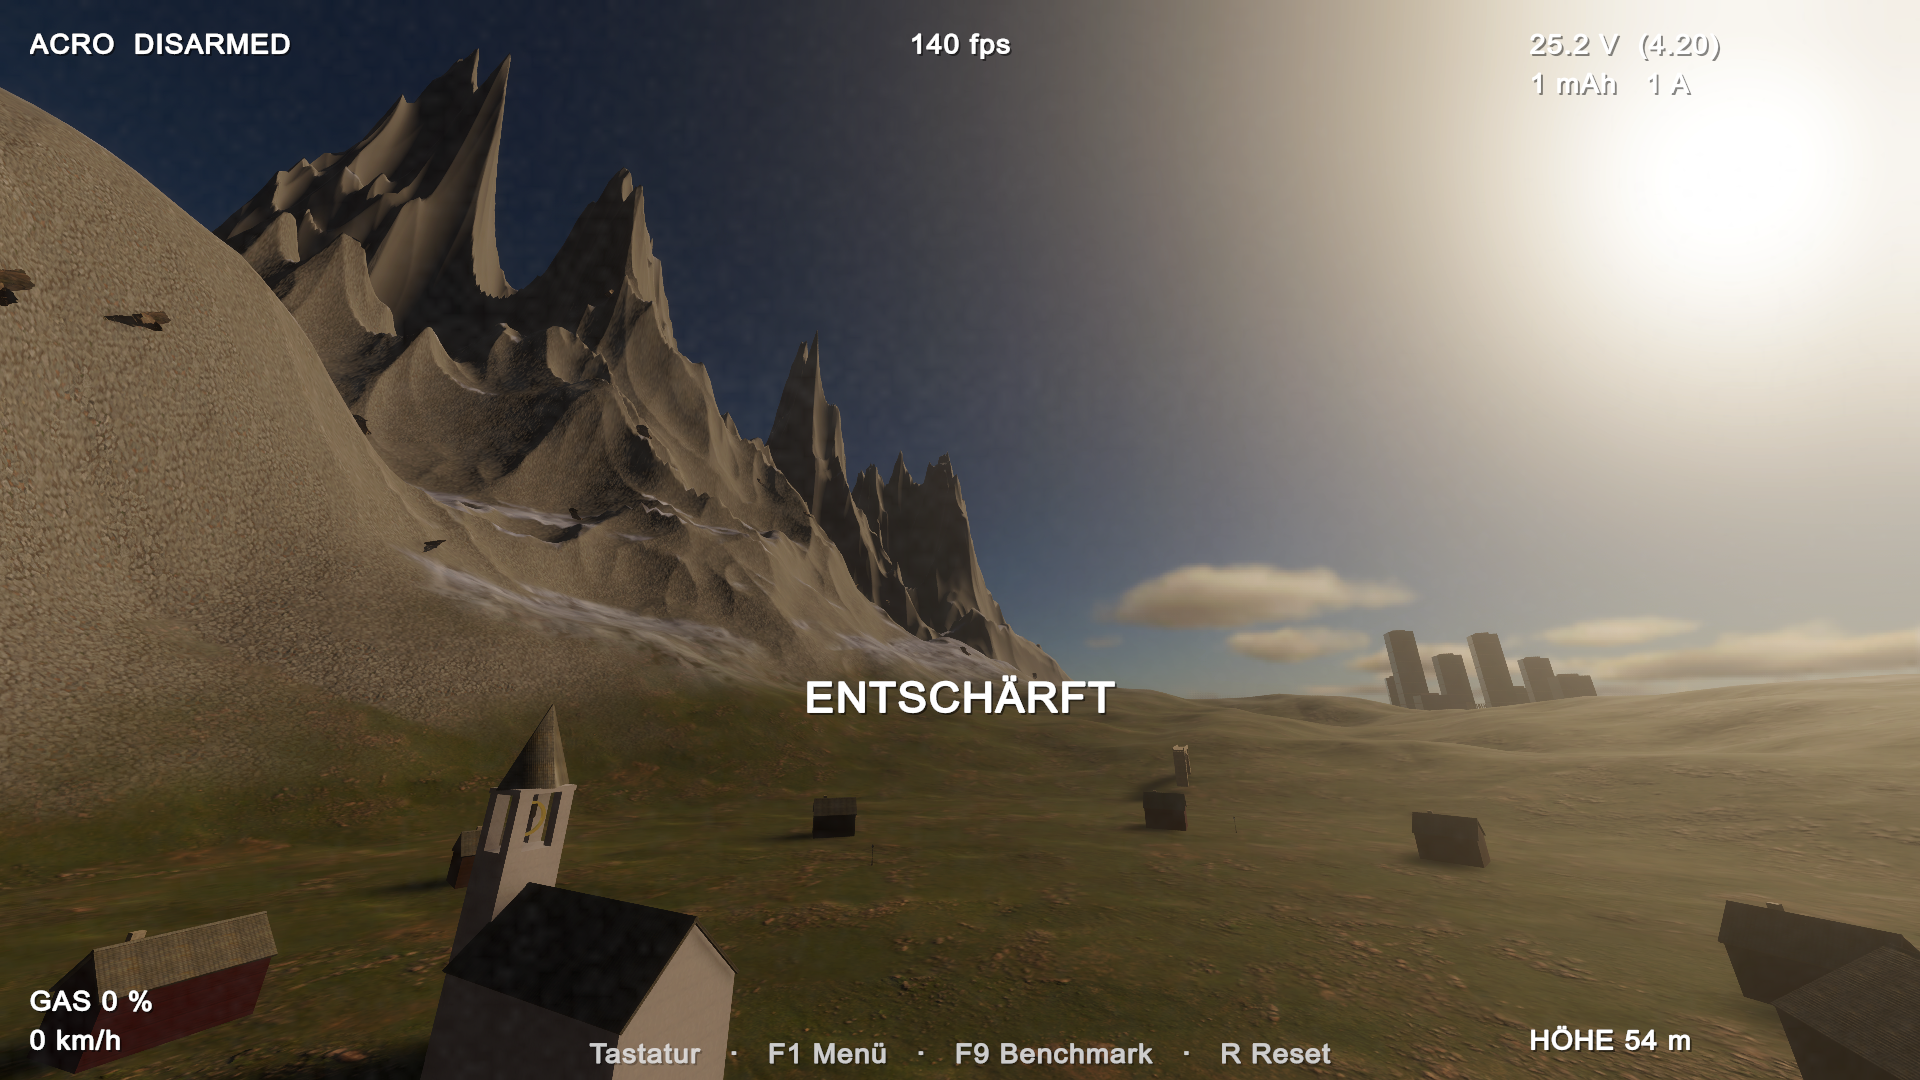 ACRO DISARMED
140 fps
25.2 V (4.20)
1 mAh 1 A
ENTSCHÄRFT
GAS 0 %
0 km/h
Tastatur · F1 Menü · F9 Benchmark · R Reset
HÖHE 54 m